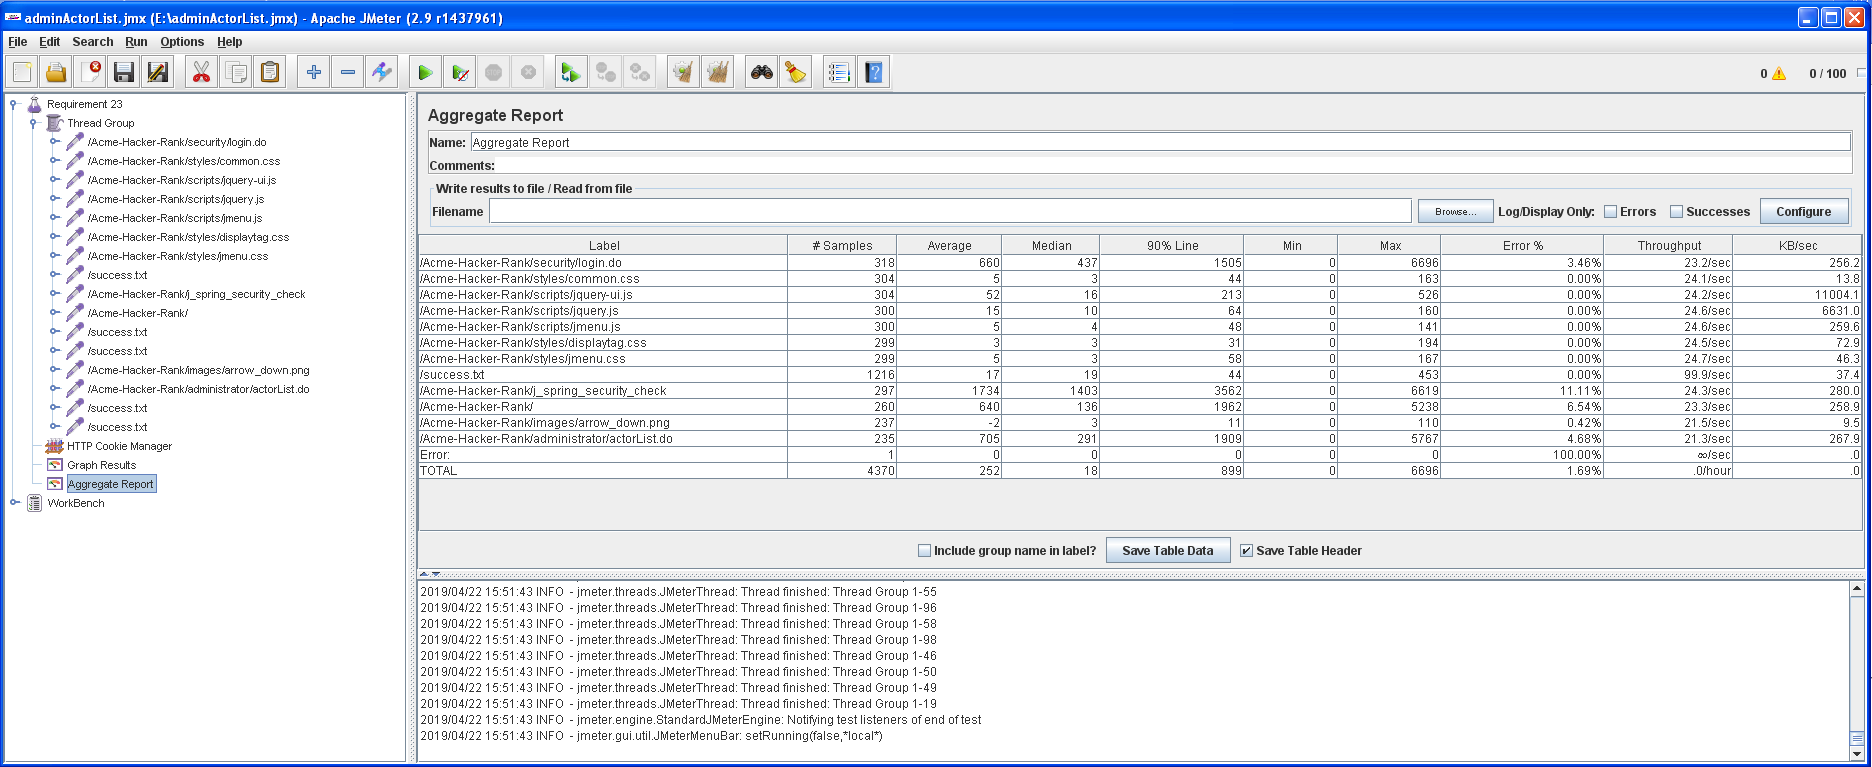 adminActorList.jmx (E:\adminActorList.jmx) - Apache JMeter (2.9 r1437961)
File Edit Search Run Options Help
0 0 / 100
Requirement 23
Thread Group
/Acme-Hacker-Rank/security/login.do
/Acme-Hacker-Rank/styles/common.css
/Acme-Hacker-Rank/scripts/jquery-ui.js
/Acme-Hacker-Rank/scripts/jquery.js
/Acme-Hacker-Rank/scripts/jmenu.js
/Acme-Hacker-Rank/styles/displaytag.css
/Acme-Hacker-Rank/styles/jmenu.css
/success.txt
/Acme-Hacker-Rank/j_spring_security_check
/Acme-Hacker-Rank/
/success.txt
/success.txt
/Acme-Hacker-Rank/images/arrow_down.png
/Acme-Hacker-Rank/administrator/actorList.do
/success.txt
/success.txt
HTTP Cookie Manager
Graph Results
Aggregate Report
WorkBench
Aggregate Report
Name: Aggregate Report
Comments:
Write results to file / Read from file
Filename Browse... Log/Display Only: Errors Successes Configure
Label # Samples Average Median 90% Line Min Max Error % Throughput KB/sec
/Acme-Hacker-Rank/security/login.do 318 660 437 1505 0 6696 3.46% 23.2/sec 256.2
/Acme-Hacker-Rank/styles/common.css 304 5 3 44 0 163 0.00% 24.1/sec 13.8
/Acme-Hacker-Rank/scripts/jquery-ui.js 304 52 16 213 0 526 0.00% 24.2/sec 11004.1
/Acme-Hacker-Rank/scripts/jquery.js 300 15 10 64 0 160 0.00% 24.6/sec 6631.0
/Acme-Hacker-Rank/scripts/jmenu.js 300 5 4 48 0 141 0.00% 24.6/sec 259.6
/Acme-Hacker-Rank/styles/displaytag.css 299 3 3 31 0 194 0.00% 24.5/sec 72.9
/Acme-Hacker-Rank/styles/jmenu.css 299 5 3 58 0 167 0.00% 24.7/sec 46.3
/success.txt 1216 17 19 44 0 453 0.00% 99.9/sec 37.4
/Acme-Hacker-Rank/j_spring_security_check 297 1734 1403 3562 0 6619 11.11% 24.3/sec 280.0
/Acme-Hacker-Rank/ 260 640 136 1962 0 5238 6.54% 23.3/sec 258.9
/Acme-Hacker-Rank/images/arrow_down.png 237 -2 3 11 0 110 0.42% 21.5/sec 9.5
/Acme-Hacker-Rank/administrator/actorList.do 235 705 291 1909 0 5767 4.68% 21.3/sec 267.9
Error: 1 0 0 0 0 0 100.00% ∞/sec .0
TOTAL 4370 252 18 899 0 6696 1.69% .0/hour .0
Include group name in label? Save Table Data Save Table Header
2019/04/22 15:51:43 INFO - jmeter.threads.JMeterThread: Thread finished: Thread Group 1-55
2019/04/22 15:51:43 INFO - jmeter.threads.JMeterThread: Thread finished: Thread Group 1-96
2019/04/22 15:51:43 INFO - jmeter.threads.JMeterThread: Thread finished: Thread Group 1-58
2019/04/22 15:51:43 INFO - jmeter.threads.JMeterThread: Thread finished: Thread Group 1-98
2019/04/22 15:51:43 INFO - jmeter.threads.JMeterThread: Thread finished: Thread Group 1-46
2019/04/22 15:51:43 INFO - jmeter.threads.JMeterThread: Thread finished: Thread Group 1-50
2019/04/22 15:51:43 INFO - jmeter.threads.JMeterThread: Thread finished: Thread Group 1-49
2019/04/22 15:51:43 INFO - jmeter.threads.JMeterThread: Thread finished: Thread Group 1-19
2019/04/22 15:51:43 INFO - jmeter.engine.StandardJMeterEngine: Notifying test listeners of end of test
2019/04/22 15:51:43 INFO - jmeter.gui.util.JMeterMenuBar: setRunning(false,*local*)